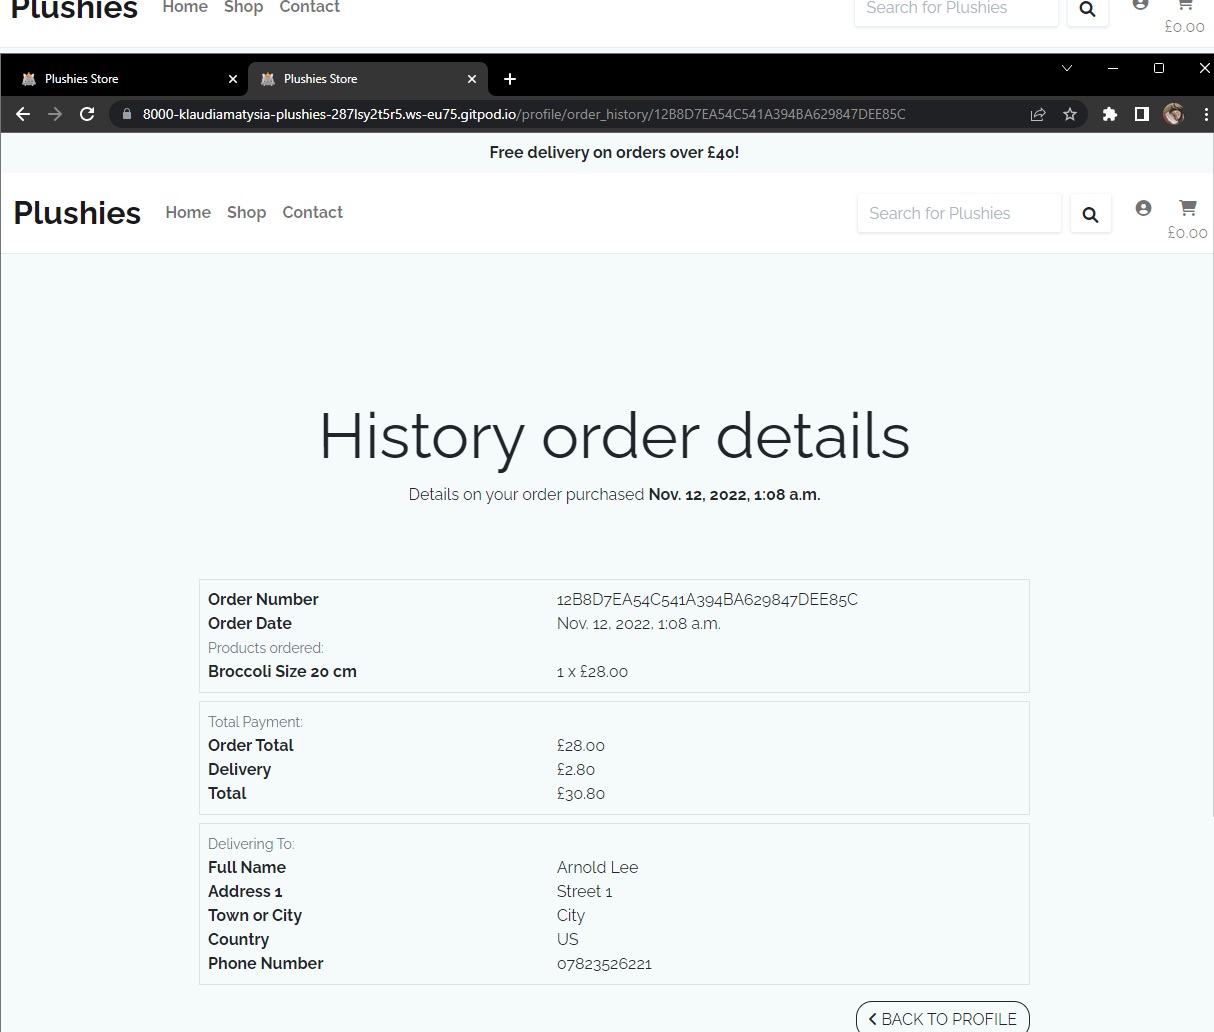 Plushies Home Shop Contact Search for Plushies
£0.00
Plushies Store Plushies Store
8000-klaudiamatysia-plushies-287lsy2t5r5.ws-eu75.gitpod.io/profile/order_history/12B8D7EA54C541A394BA629847DEE85C
Free delivery on orders over £40!
Plushies Home Shop Contact Search for Plushies
£0.00
History order details
Details on your order purchased Nov. 12, 2022, 1:08 a.m.
Order Number 12B8D7EA54C541A394BA629847DEE85C
Order Date Nov. 12, 2022, 1:08 a.m.
Products ordered:
Broccoli Size 20 cm 1 x £28.00
Total Payment:
Order Total £28.00
Delivery £2.80
Total £30.80
Delivering To:
Full Name Arnold Lee
Address 1 Street 1
Town or City City
Country US
Phone Number 07823526221
BACK TO PROFILE